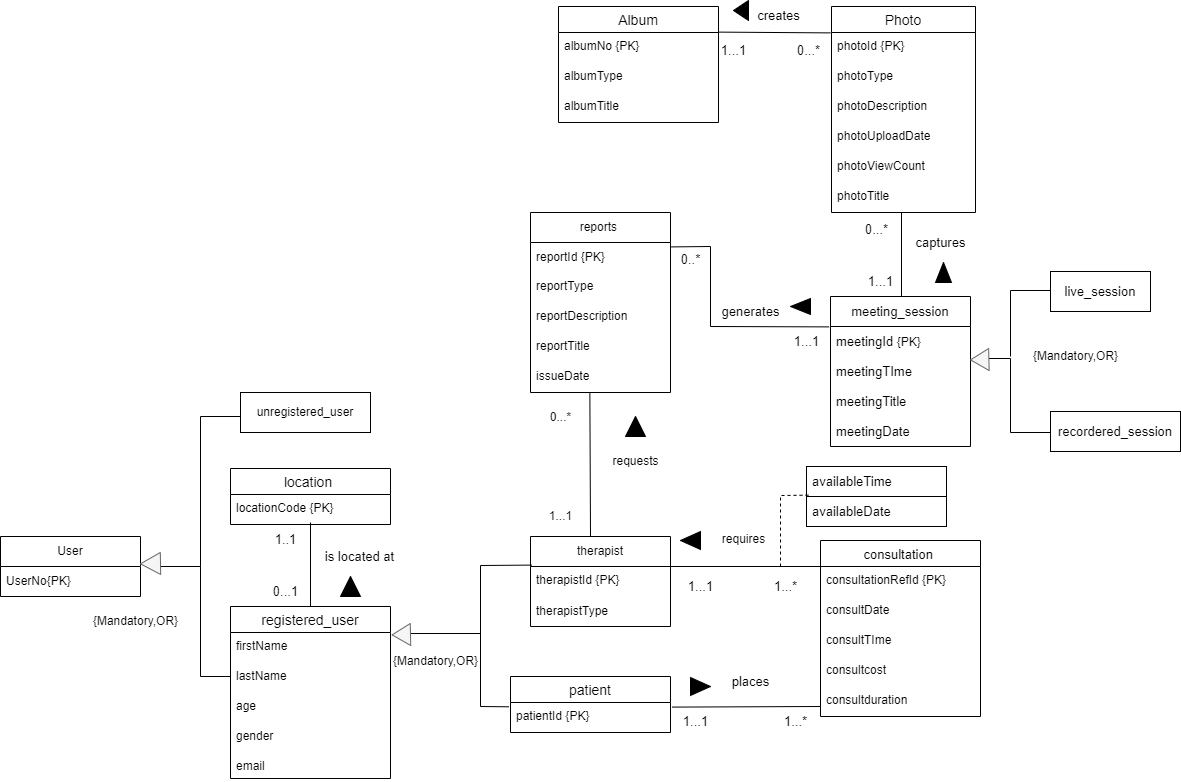 Album
albumNo {PK}
albumType
albumTitle
creates
1...1
0...*
Photo
photoId {PK}
photoType
photoDescription
photoUploadDate
photoViewCount
photoTitle
0...*
captures
1...1
reports
reportId {PK}
reportType
reportDescription
reportTitle
issueDate
0..*
generates
1...1
meeting_session
meetingId {PK}
meetingTIme
meetingTitle
meetingDate
live_session
{Mandatory,OR}
recordered_session
0...*
requests
1...1
unregistered_user
location
locationCode {PK}
1..1
is located at
0...1
User
UserNo{PK}
{Mandatory,OR}
registered_user
firstName
lastName
age
gender
email
{Mandatory,OR}
therapist
therapistId {PK}
therapistType
requires
1...1
1...*
availableTime
availableDate
consultation
consultationRefId {PK}
consultDate
consultTIme
consultcost
consultduration
patient
patientId {PK}
places
1...1
1...*